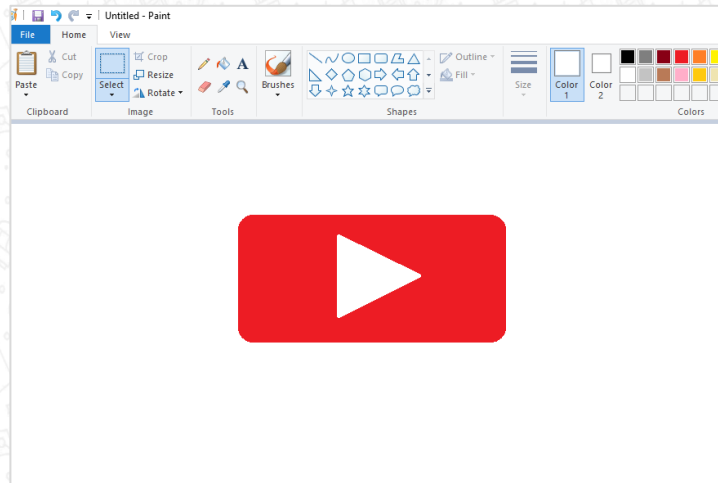 Untitled - Paint
File Home View
Paste
Cut
Copy
Clipboard
Select
Crop
Resize
Rotate
Image
Tools
Brushes
Outline
Fill
Shapes
Size
Color 1
Color 2
Colors